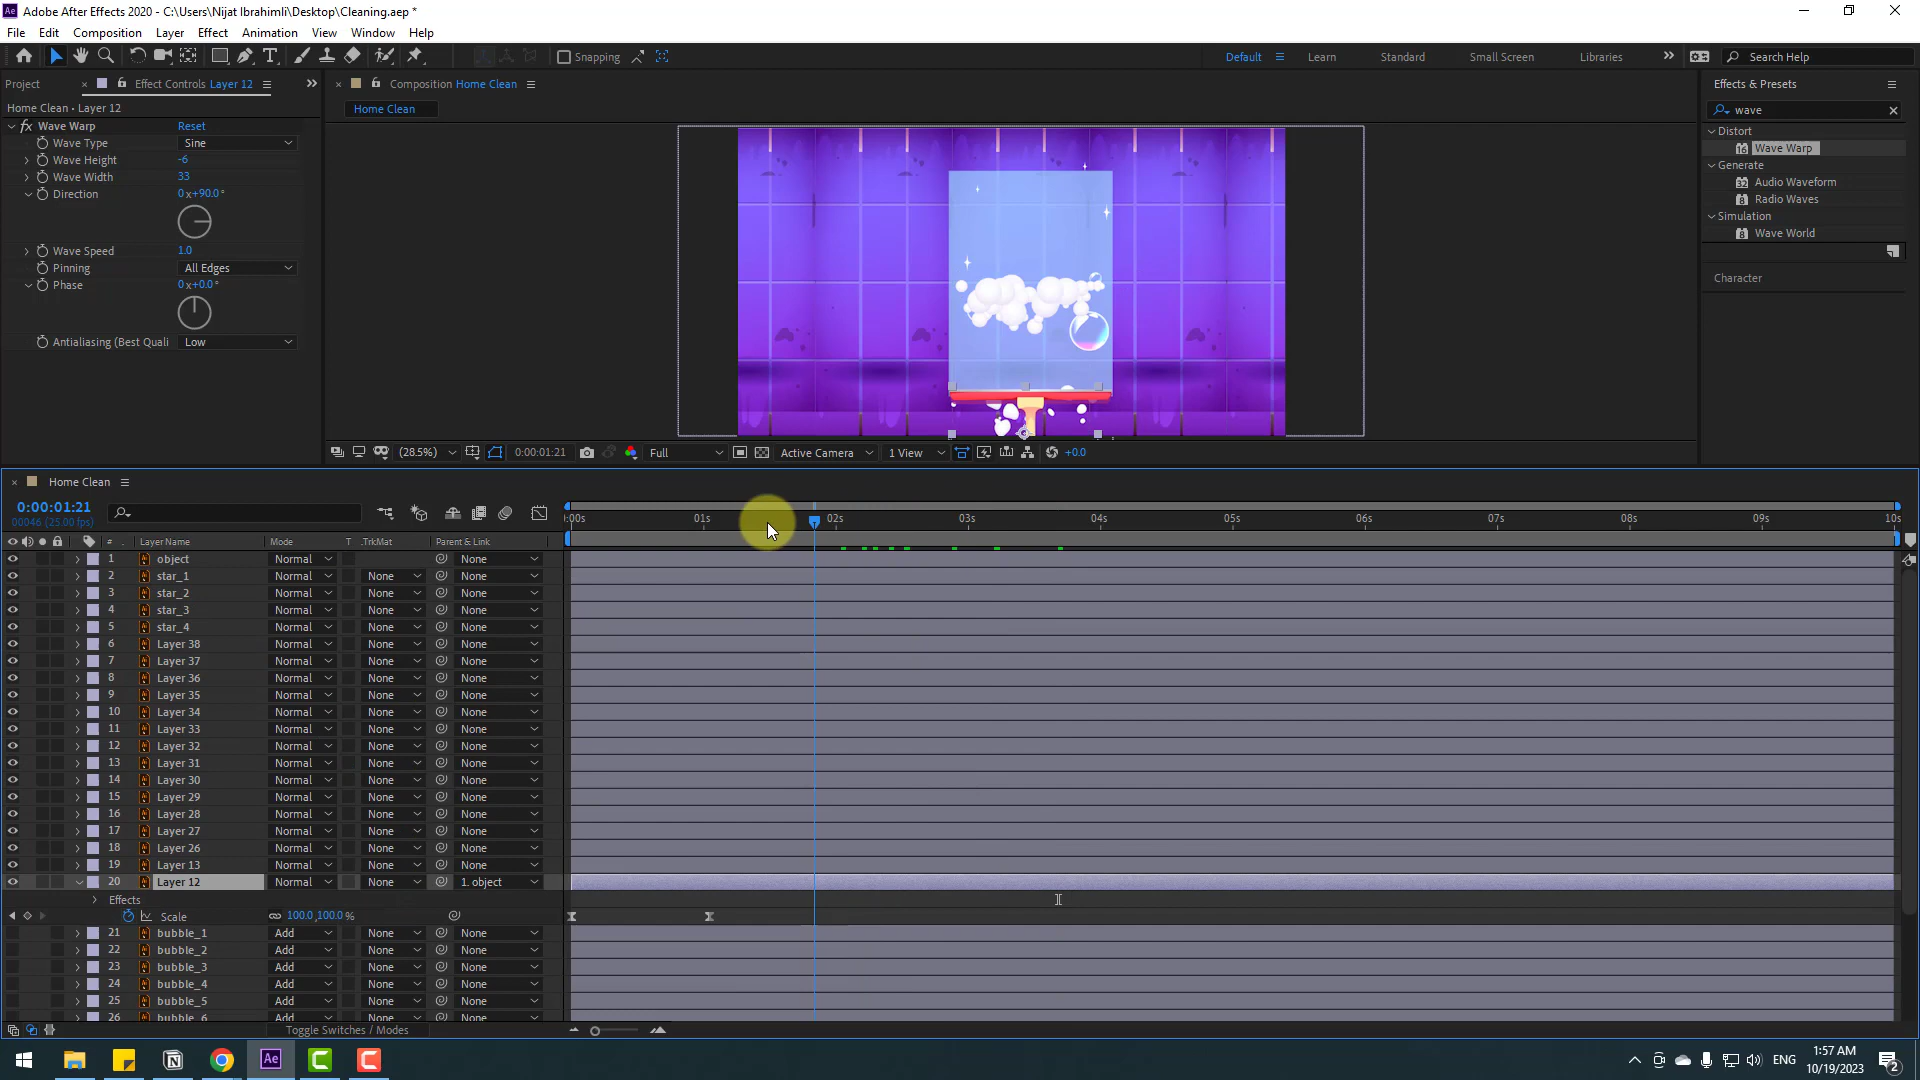 Adobe After Effects 2020 - C:\Users\Nijat Ibrahimli\Desktop\Cleaning.aep *
File Edit Composition Layer Effect Animation View Window Help
Snapping Default Learn Standard Small Screen Libraries Search Help
Project Effect Controls Layer 12 Composition Home Clean Effects & Presets
Home Clean • Layer 12 Home Clean wave
fx Wave Warp Reset Distort
Wave Type Sine Wave Warp
Wave Height -6 Generate
Wave Width 33 Audio Waveform
Direction 0 x+90.0° Radio Waves
Simulation
Wave World
Wave Speed 1.0
Pinning All Edges Character
Phase 0 x+0.0°
Antialiasing (Best Quali Low
(28.5%) 0:00:01:21 Full Active Camera 1 View +0.0
Home Clean
0:00:01:21
00046 (25.00 fps)
:00s 01s 02s 03s 04s 05s 06s 07s 08s 09s 10s
# Layer Name Mode T .TrkMat Parent & Link
1 object Normal None
2 star_1 Normal None None
3 star_2 Normal None None
4 star_3 Normal None None
5 star_4 Normal None None
6 Layer 38 Normal None None
7 Layer 37 Normal None None
8 Layer 36 Normal None None
9 Layer 35 Normal None None
10 Layer 34 Normal None None
11 Layer 33 Normal None None
12 Layer 32 Normal None None
13 Layer 31 Normal None None
14 Layer 30 Normal None None
15 Layer 29 Normal None None
16 Layer 28 Normal None None
17 Layer 27 Normal None None
18 Layer 26 Normal None None
19 Layer 13 Normal None None
20 Layer 12 Normal None 1. object
Effects
Scale 100.0,100.0 %
21 bubble_1 Add None None
22 bubble_2 Add None None
23 bubble_3 Add None None
24 bubble_4 Add None None
25 bubble_5 Add None None
26 bubble_6 Add None None
Toggle Switches / Modes
ENG 1:57 AM
10/19/2023 2